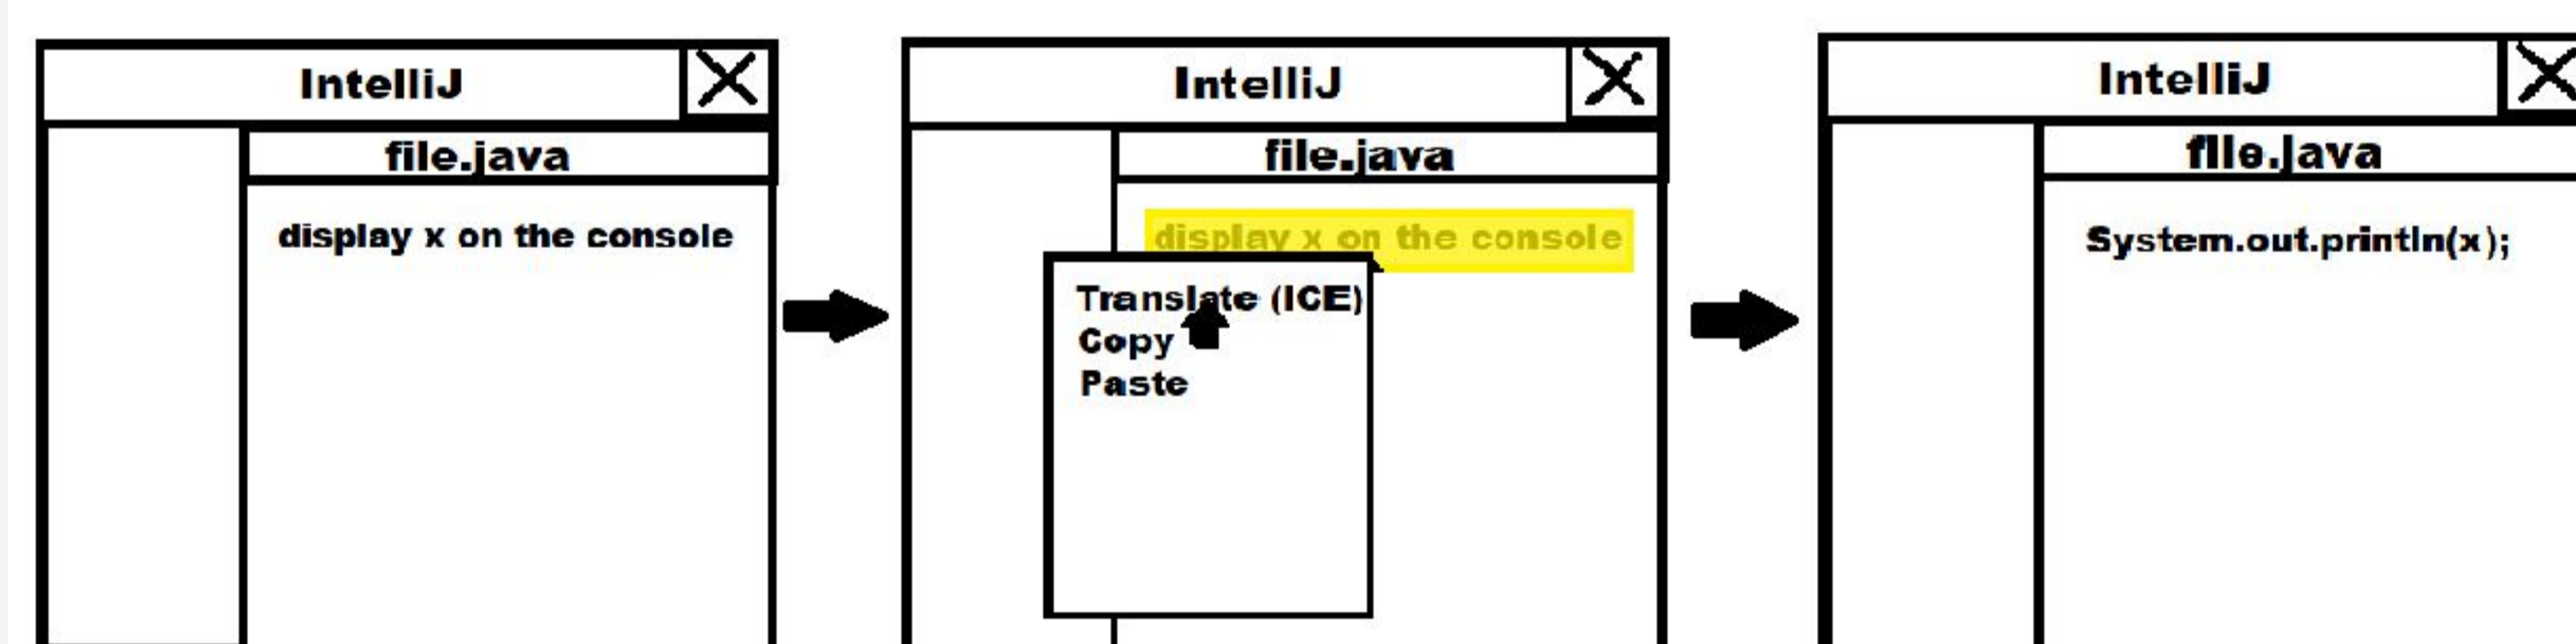 IntelliJ
file.java
display x on the console
IntelliJ
file.java
display x on the console
Translate (ICE)
Copy
Paste
IntelliJ
file.java
System.out.println(x);